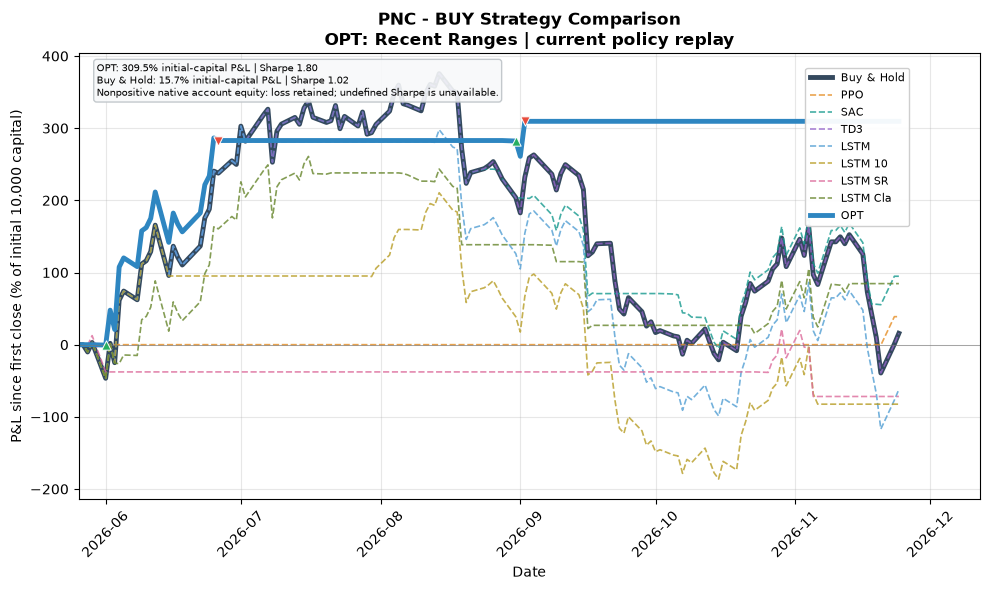 PNC - BUY Strategy Comparison
OPT: Recent Ranges | current policy replay
OPT: 309.5% initial-capital P&L | Sharpe 1.80
Buy & Hold: 15.7% initial-capital P&L | Sharpe 1.02
Nonpositive native account equity: loss retained; undefined Sharpe is unavailable.
Buy & Hold
PPO
SAC
TD3
LSTM
LSTM 10
LSTM SR
LSTM Cla
OPT
P&L since first close (% of initial 10,000 capital)
400
300
200
100
0
−100
−200
2026-06
2026-07
2026-08
2026-09
2026-10
2026-11
2026-12
Date